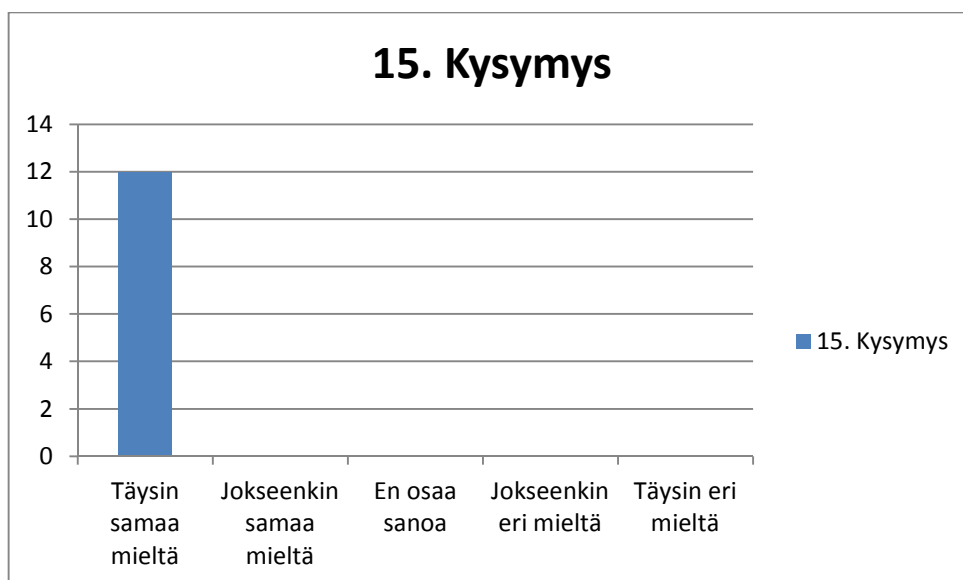 15. Kysymys
14
12
10
8
6
4
2
0
15. Kysymys
Täysin
samaa
mieltä
Jokseenkin
samaa
mieltä
En osaa
sanoa
Jokseenkin
eri mieltä
Täysin eri
mieltä